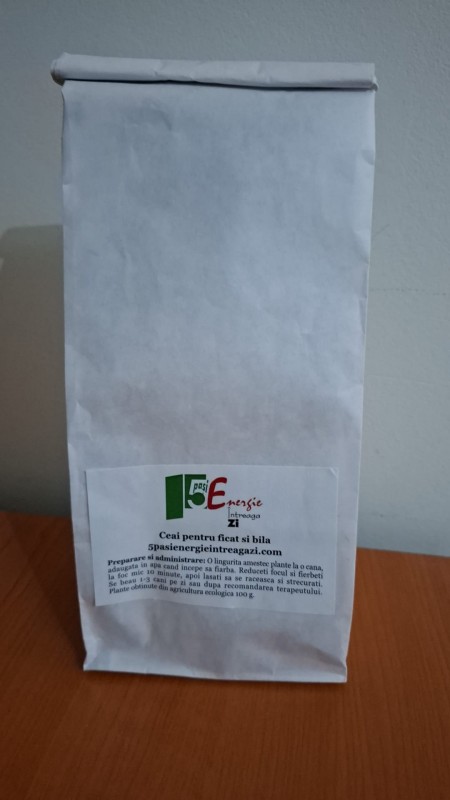 5 pasi Energie
Intreaga
Zi
Ceai pentru ficat si bila
5pasienergieintreagazi.com
Preparare si administrare: O lingurita amestec plante la o cana,
adaugata in apa cand incepe sa fiarba. Reduceti focul si fierbeti
la foc mic 10 minute, apoi lasati sa se raceasca si strecurati.
Se beau 1-3 cani pe zi sau dupa recomandarea terapeutului.
Plante obtinute din agricultura ecologica 100 g.